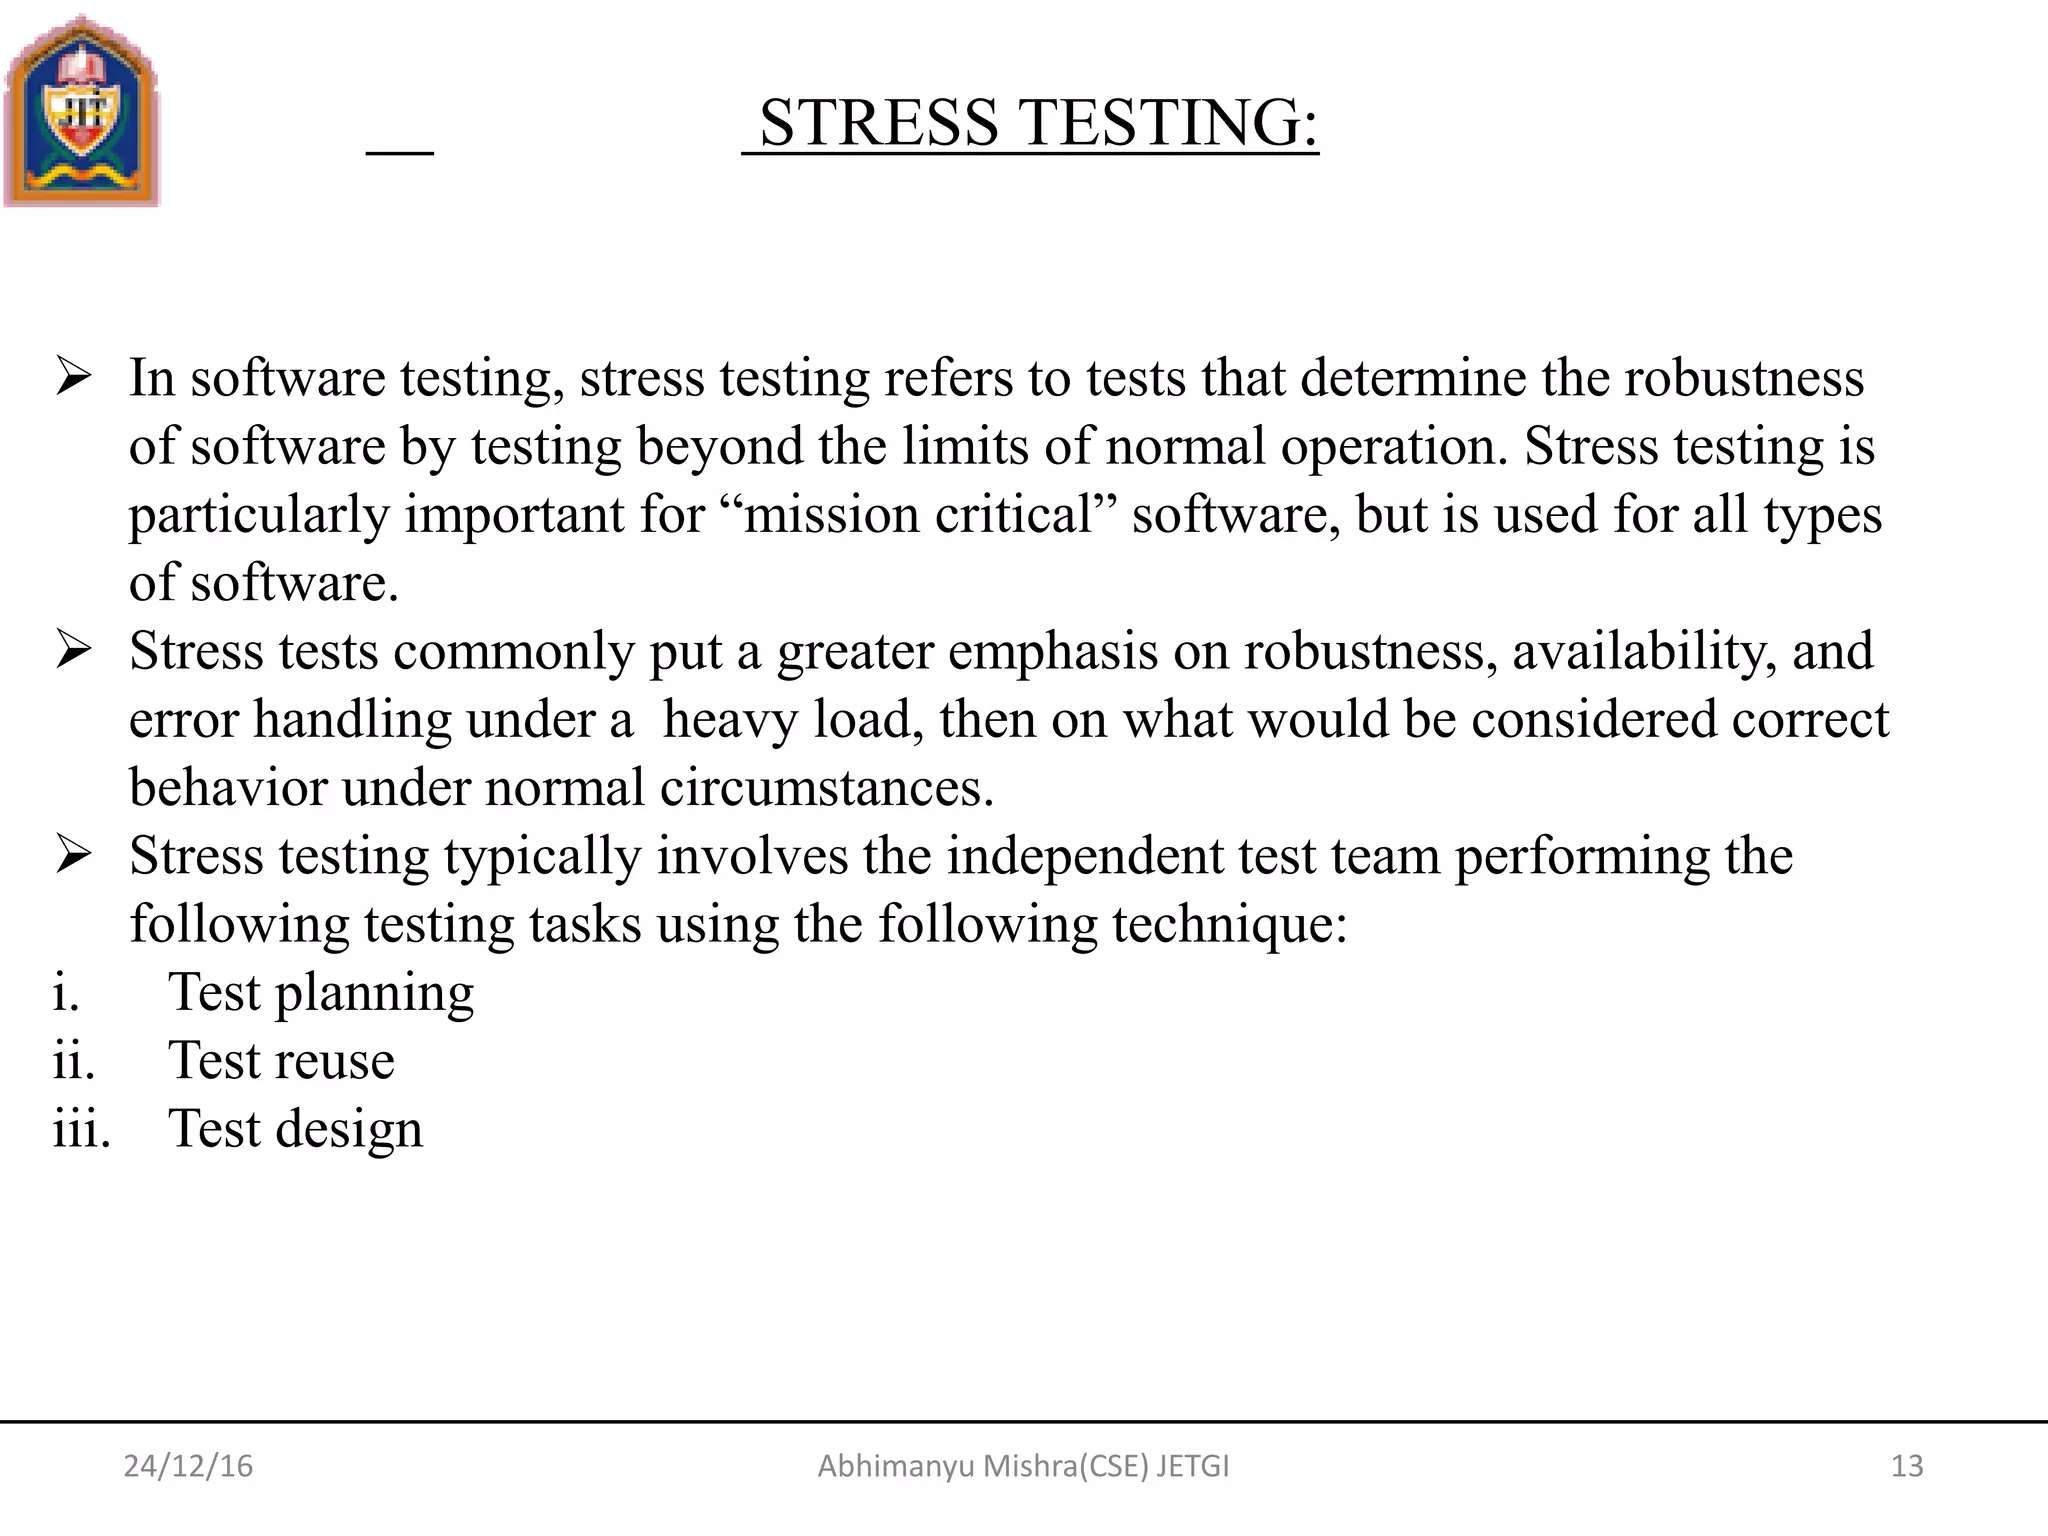 JIT
STRESS TESTING:
➢ In software testing, stress testing refers to tests that determine the robustness
of software by testing beyond the limits of normal operation. Stress testing is
particularly important for “mission critical” software, but is used for all types
of software.
➢ Stress tests commonly put a greater emphasis on robustness, availability, and
error handling under a  heavy load, then on what would be considered correct
behavior under normal circumstances.
➢ Stress testing typically involves the independent test team performing the
following testing tasks using the following technique:
i. Test planning
ii. Test reuse
iii. Test design
24/12/16 Abhimanyu Mishra(CSE) JETGI 13